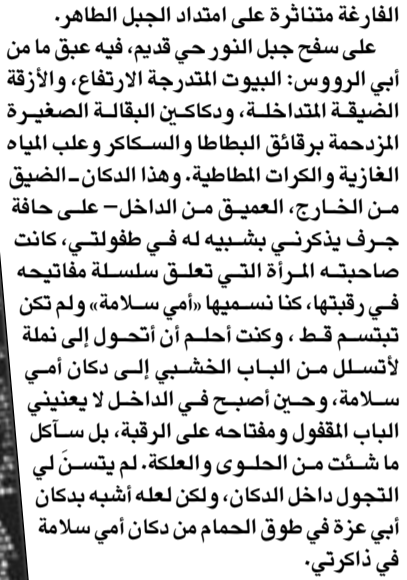 الفارغة متناثرة على امتداد الجبل الطاهر.
على سفح جبل النور حي قديم، فيه عبق ما من
أبي الرووس: البيوت المتدرجة الارتفاع، والأزقة
الضيقة المتداخلة، ودكاكين البقالة الصغيرة
المزدحمة برقائق البطاطا والسكاكر وعلب المياه
الغازية والكرات المطاطية. وهذا الدكان - الضيق
من الخارج، العميق من الداخل – على حافة
جرف يذكرني بشبيه له في طفولتي، كانت
صاحبته المرأة التي تعلق سلسلة مفاتيحه
في رقبتها، كنا نسميها «أمي سلامة» ولم تكن
تبتسم قط ، وكنت أحلم أن أتحول إلى نملة
لأتسلل من الباب الخشبي إلى دكان أمي
سلامة، وحين أصبح في الداخل لا يعنيني
الباب المقفول ومفتاحه على الرقبة، بل سآكل
ما شئت من الحلوى والعلكة. لم يتسنَ لي
التجول داخل الدكان، ولكن لعله أشبه بدكان
أبي عزة في طوق الحمام من دكان أمي سلامة
في ذاكرتي.